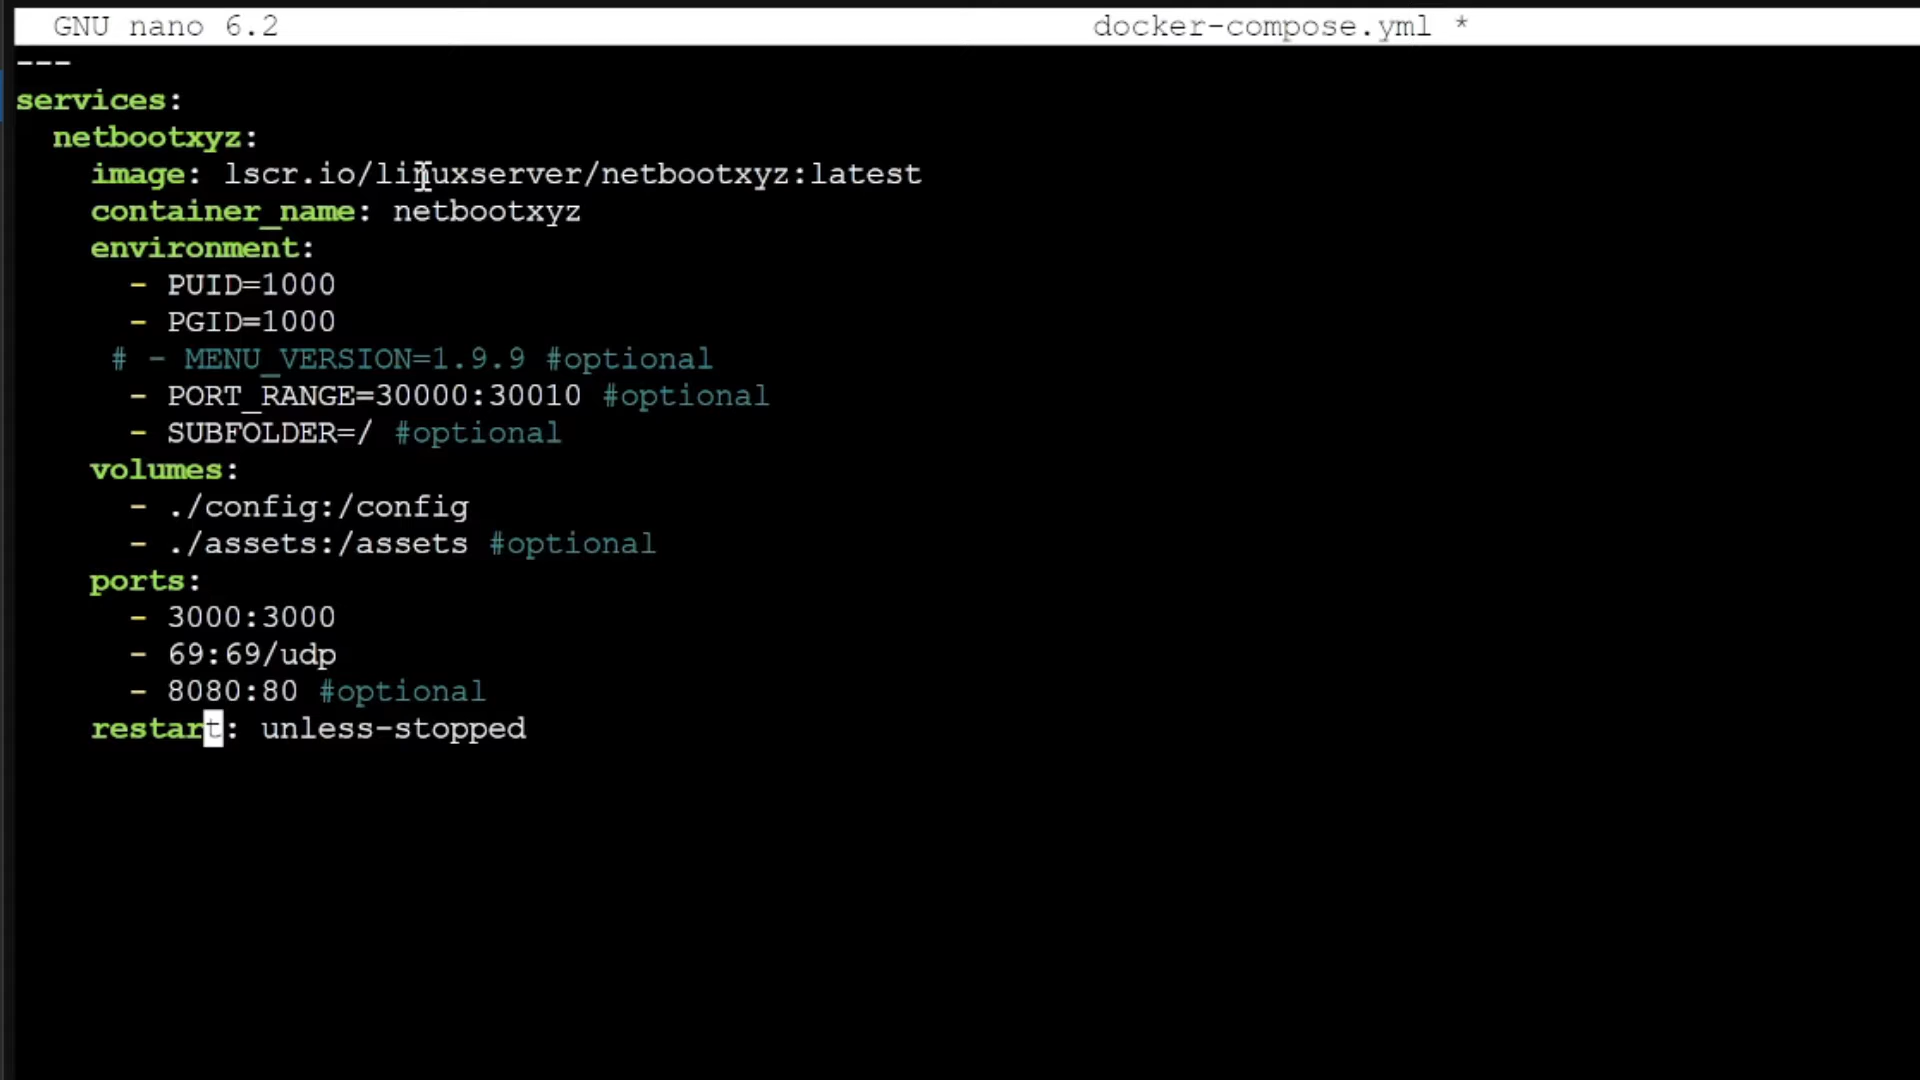 GNU nano 6.2 docker-compose.yml *
---
services:
  netbootxyz:
    image: lscr.io/linuxserver/netbootxyz:latest
    container_name: netbootxyz
    environment:
      - PUID=1000
      - PGID=1000
     # - MENU_VERSION=1.9.9 #optional
      - PORT_RANGE=30000:30010 #optional
      - SUBFOLDER=/ #optional
    volumes:
      - ./config:/config
      - ./assets:/assets #optional
    ports:
      - 3000:3000
      - 69:69/udp
      - 8080:80 #optional
    restart: unless-stopped